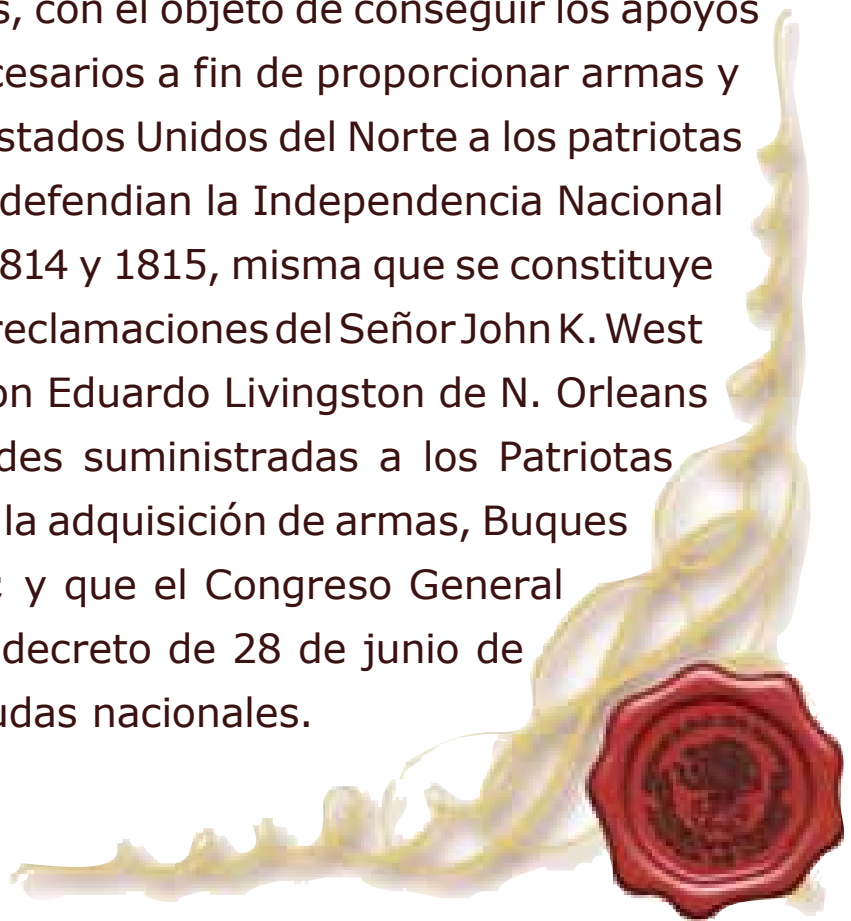 s, con el objeto de conseguir los apoyos
cesarios a fin de proporcionar armas y
stados Unidos del Norte a los patriotas
defendian la Independencia Nacional
814 y 1815, misma que se constituye
reclamaciones del Señor John K. West
on Eduardo Livingston de N. Orleans
des suministradas a los Patriotas
la adquisición de armas, Buques
y que el Congreso General
decreto de 28 de junio de
udas nacionales.